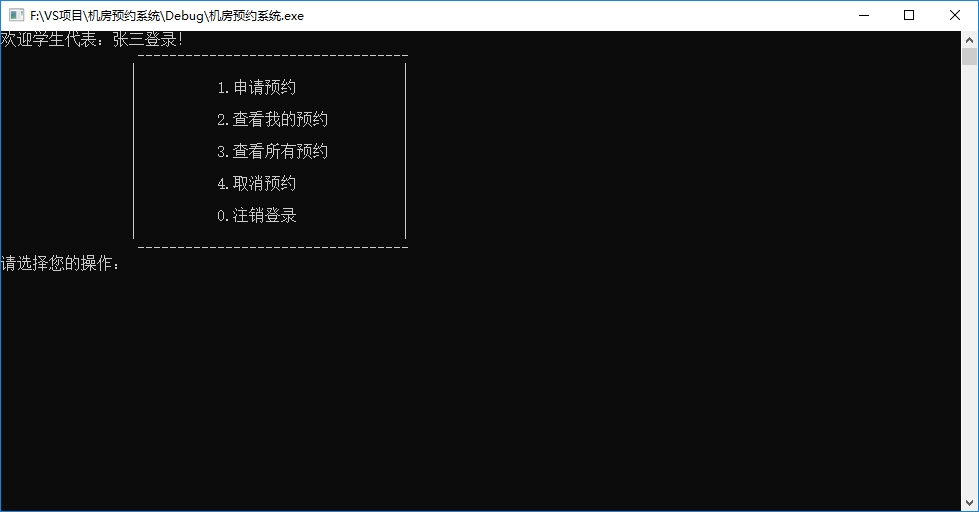 F:\VS项目\机房预约系统\Debug\机房预约系统.exe
欢迎学生代表：张三登录！
----------------------------------
1.申请预约
2.查看我的预约
3.查看所有预约
4.取消预约
0.注销登录
----------------------------------
请选择您的操作：